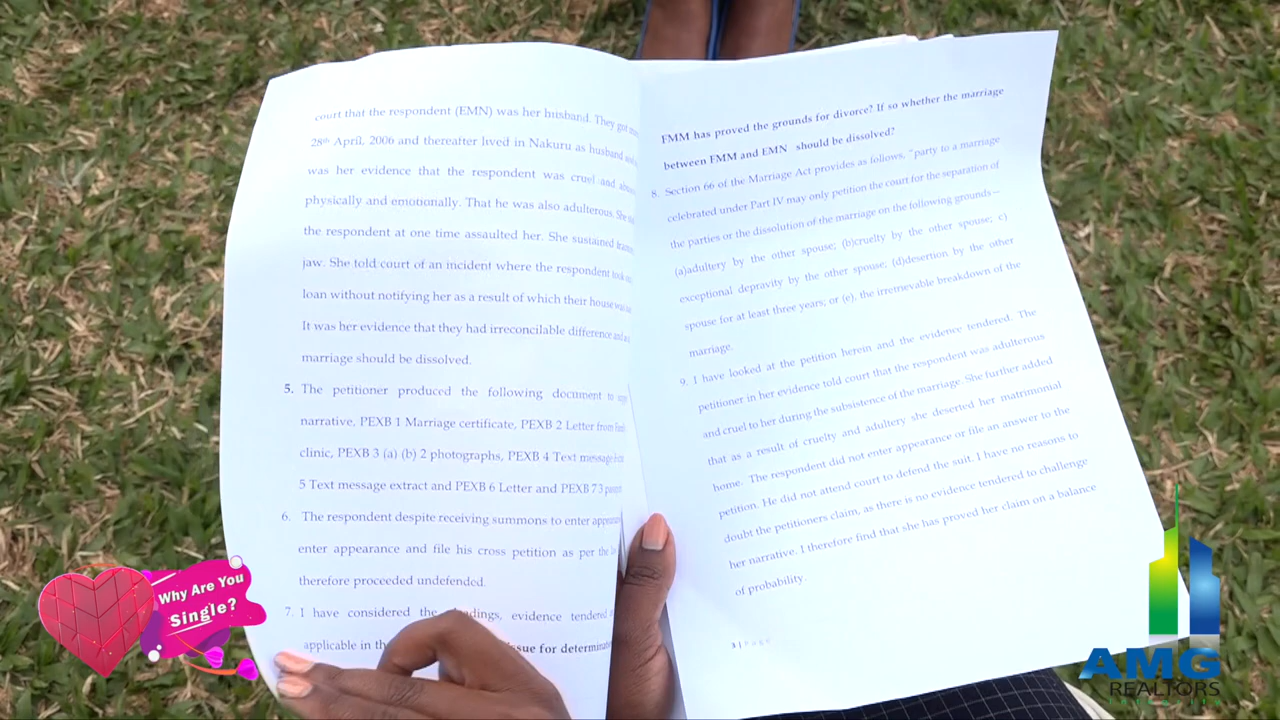 court that the respondent (EMN) was her husband. They got
28th April, 2006 and thereafter lived in Nakuru as husband
was her evidence that the respondent was cruel and
physically and emotionally. That he was also adulterous. She
the respondent at one time assaulted her. She sustained
jaw. She told court of an incident where the respondent took
loan without notifying her as a result of which their house
It was her evidence that they had irreconcilable difference and
marriage should be dissolved.
5. The petitioner produced the following document to
narrative, PEXB 1 Marriage certificate, PEXB 2 Letter from
clinic, PEXB 3 (a) (b) 2 photographs, PEXB 4 Text message
5 Text message extract and PEXB 6 Letter and PEXB 7 3
6. The respondent despite receiving summons to enter
enter appearance and file his cross petition as per the
therefore proceeded undefended.
7. I have considered the evidence tendered
applicable in issue for
FMM has proved the grounds for divorce? If so whether the marriage
between FMM and EMN should be dissolved?
8. Section 66 of the Marriage Act provides as follows, "party to a marriage
celebrated under Part IV may only petition the court for the separation of
the parties or the dissolution of the marriage on the following grounds–
(a)adultery by the other spouse; (b)cruelty by the other spouse; c)
exceptional depravity by the other spouse; (d)desertion by the other
spouse for at least three years; or (e), the irretrievable breakdown of the
marriage.
9. I have looked at the petition herein and the evidence tendered. The
petitioner in her evidence told court that the respondent was adulterous
and cruel to her during the subsistence of the marriage. She further added
that as a result of cruelty and adultery she deserted her matrimonial
home. The respondent did not enter appearance or file an answer to the
petition. He did not attend court to defend the suit. I have no reasons to
doubt the petitioners claim, as there is no evidence tendered to challenge
her narrative. I therefore find that she has proved her claim on a balance
of probability.
3 | Page
Why Are You
Single?
AMG
REALTORS